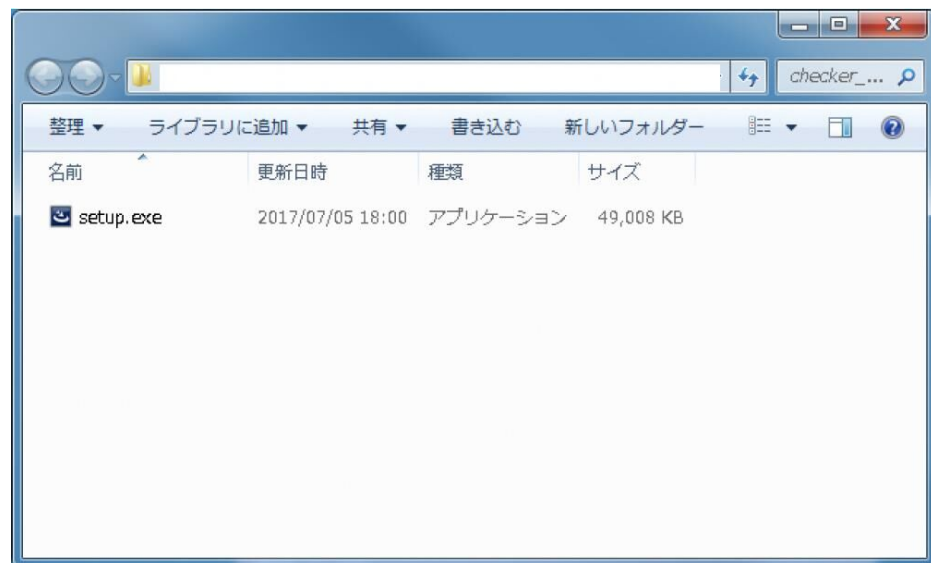 checker_...
整理 ライブラリに追加 共有 書き込む 新しいフォルダー
名前 更新日時 種類 サイズ
setup.exe 2017/07/05 18:00 アプリケーション 49,008 KB